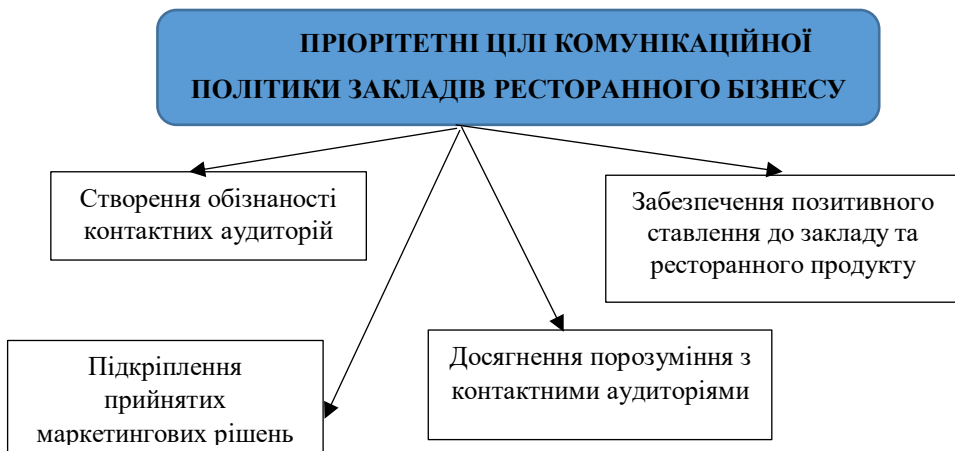 ПРІОРІТЕТНІ ЦІЛІ КОМУНІКАЦІЙНОЇ
ПОЛІТИКИ ЗАКЛАДІВ РЕСТОРАННОГО БІЗНЕСУ
Створення обізнаності
контактних аудиторій
Забезпечення позитивного
ставлення до закладу та
ресторанного продукту
Підкріплення
прийнятих
маркетингових рішень
Досягнення порозуміння з
контактними аудиторіями